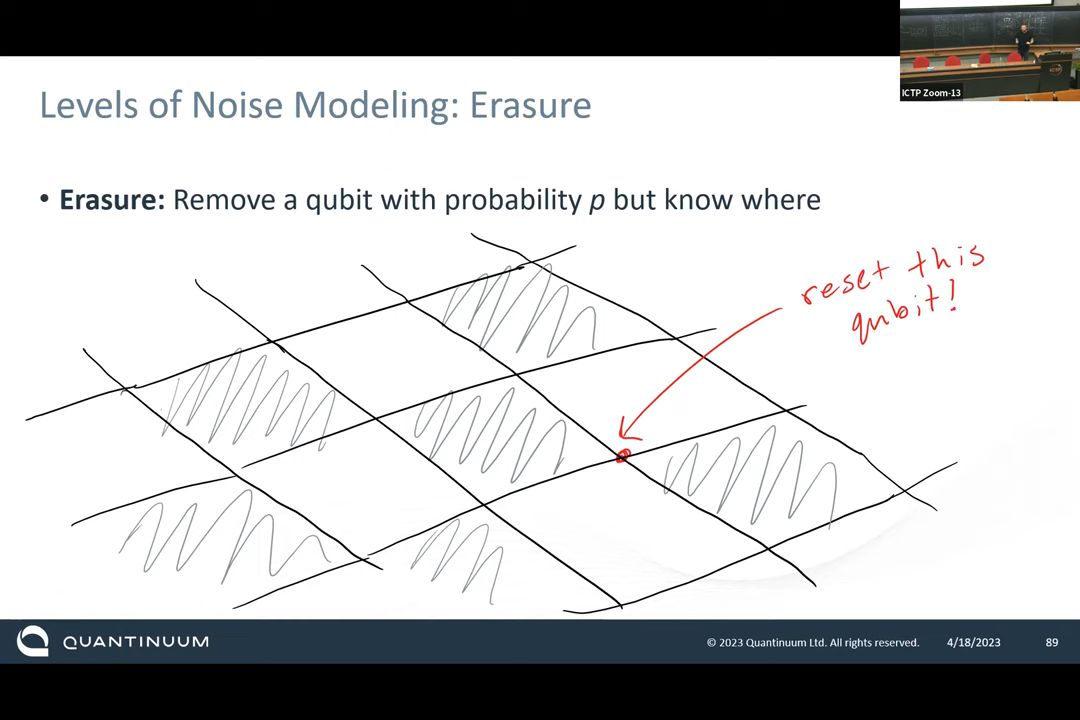 ICTP Zoom-13
Levels of Noise Modeling: Erasure
• Erasure: Remove a qubit with probability p but know where
reset this
qubit!
QUANTINUUM
© 2023 Quantinuum Ltd. All rights reserved.
4/18/2023
89